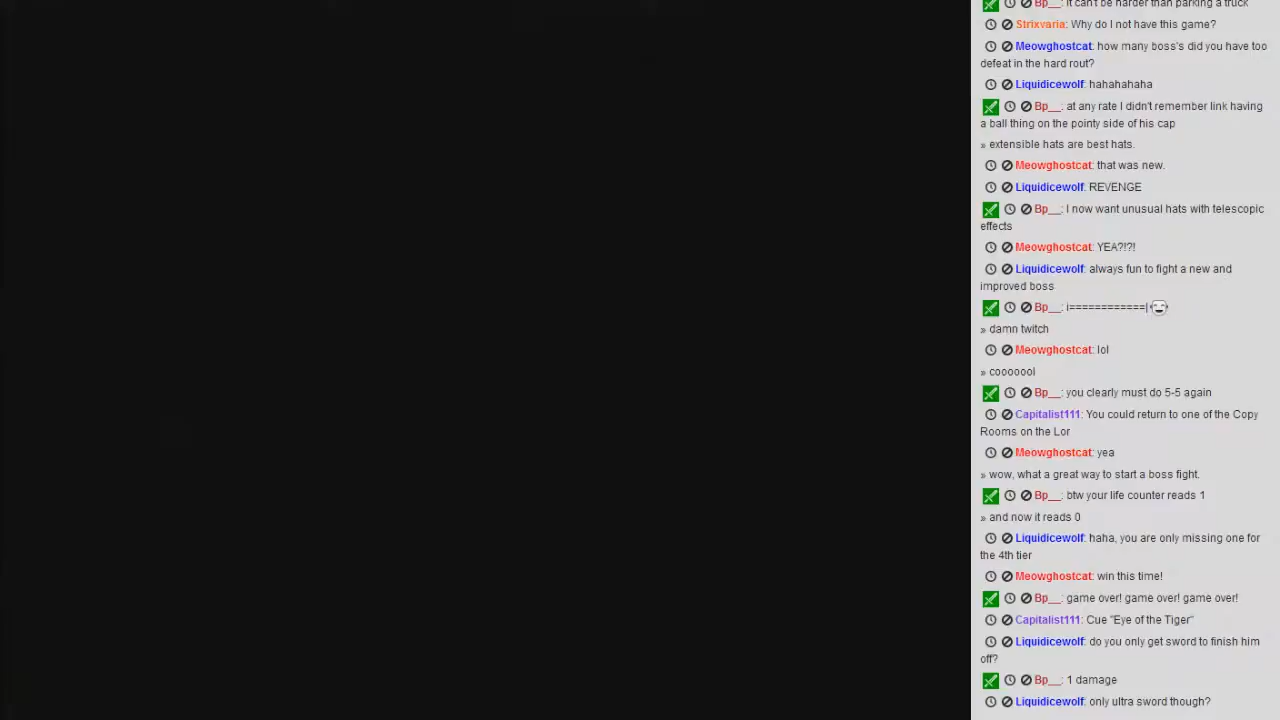 Bp__: it can't be harder than parking a truck
Strixvaria: Why do I not have this game?
Meowghostcat: how many boss's did you have too
defeat in the hard rout?
Liquidicewolf: hahahahaha
Bp__: at any rate I didn't remember link having
a ball thing on the pointy side of his cap
» extensible hats are best hats.
Meowghostcat: that was new.
Liquidicewolf: REVENGE
Bp__: I now want unusual hats with telescopic
effects
Meowghostcat: YEA?!?!
Liquidicewolf: always fun to fight a new and
improved boss
Bp__: i============|
» damn twitch
Meowghostcat: lol
» cooooool
Bp__: you clearly must do 5-5 again
Capitalist111: You could return to one of the Copy
Rooms on the Lor
Meowghostcat: yea
» wow, what a great way to start a boss fight.
Bp__: btw your life counter reads 1
» and now it reads 0
Liquidicewolf: haha, you are only missing one for
the 4th tier
Meowghostcat: win this time!
Bp__: game over! game over! game over!
Capitalist111: Cue "Eye of the Tiger"
Liquidicewolf: do you only get sword to finish him
off?
Bp__: 1 damage
Liquidicewolf: only ultra sword though?